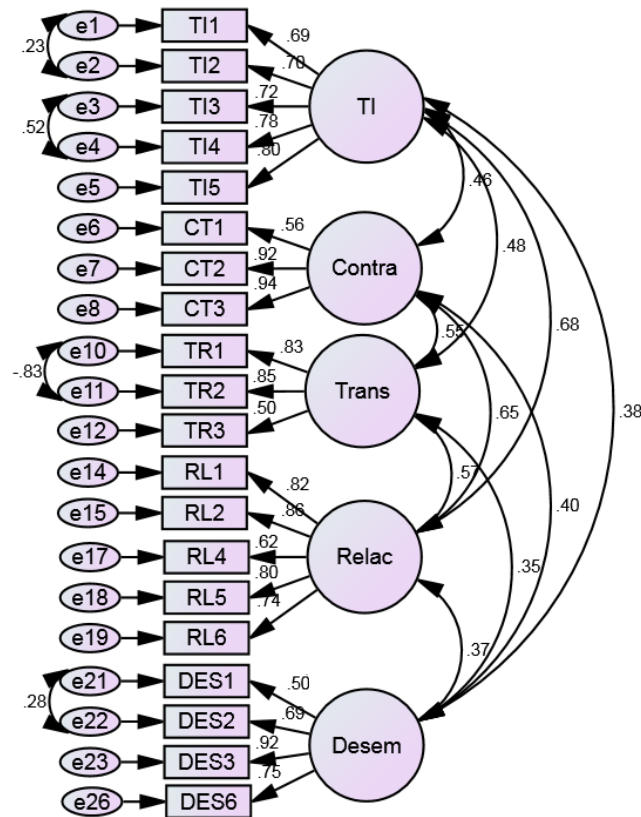 e1 TI1 .69
.23
e2 TI2 .70
e3 TI3 .72 TI
.52
e4 TI4 .78
e5 TI5 .80
.46
e6 CT1 .56
.48
e7 CT2 .92 Contra
e8 CT3 .94
.68
.55
e10 TR1 .83
-.83
e11 TR2 .85 Trans
.65 .38
e12 TR3 .50
.57
e14 RL1 .82
.40
e15 RL2 .86
e17 RL4 .62 Relac
.35
e18 RL5 .80
e19 RL6 .74
.37
e21 DES1 .50
.28
e22 DES2 .69
e23 DES3 .92 Desem
e26 DES6 .75